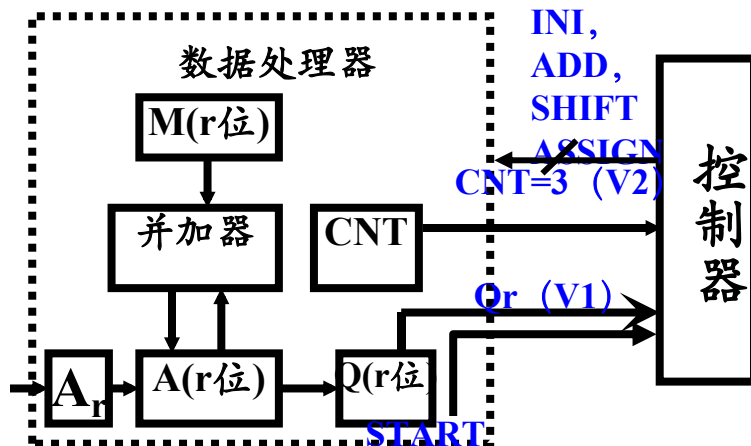 INI，
ADD，
SHIFT
ASSIGN
数据处理器
M(r位)
CNT=3（V2）
控制器
并加器
CNT
Qr（V1）
Ar
A(r位)
Q(r位)
START